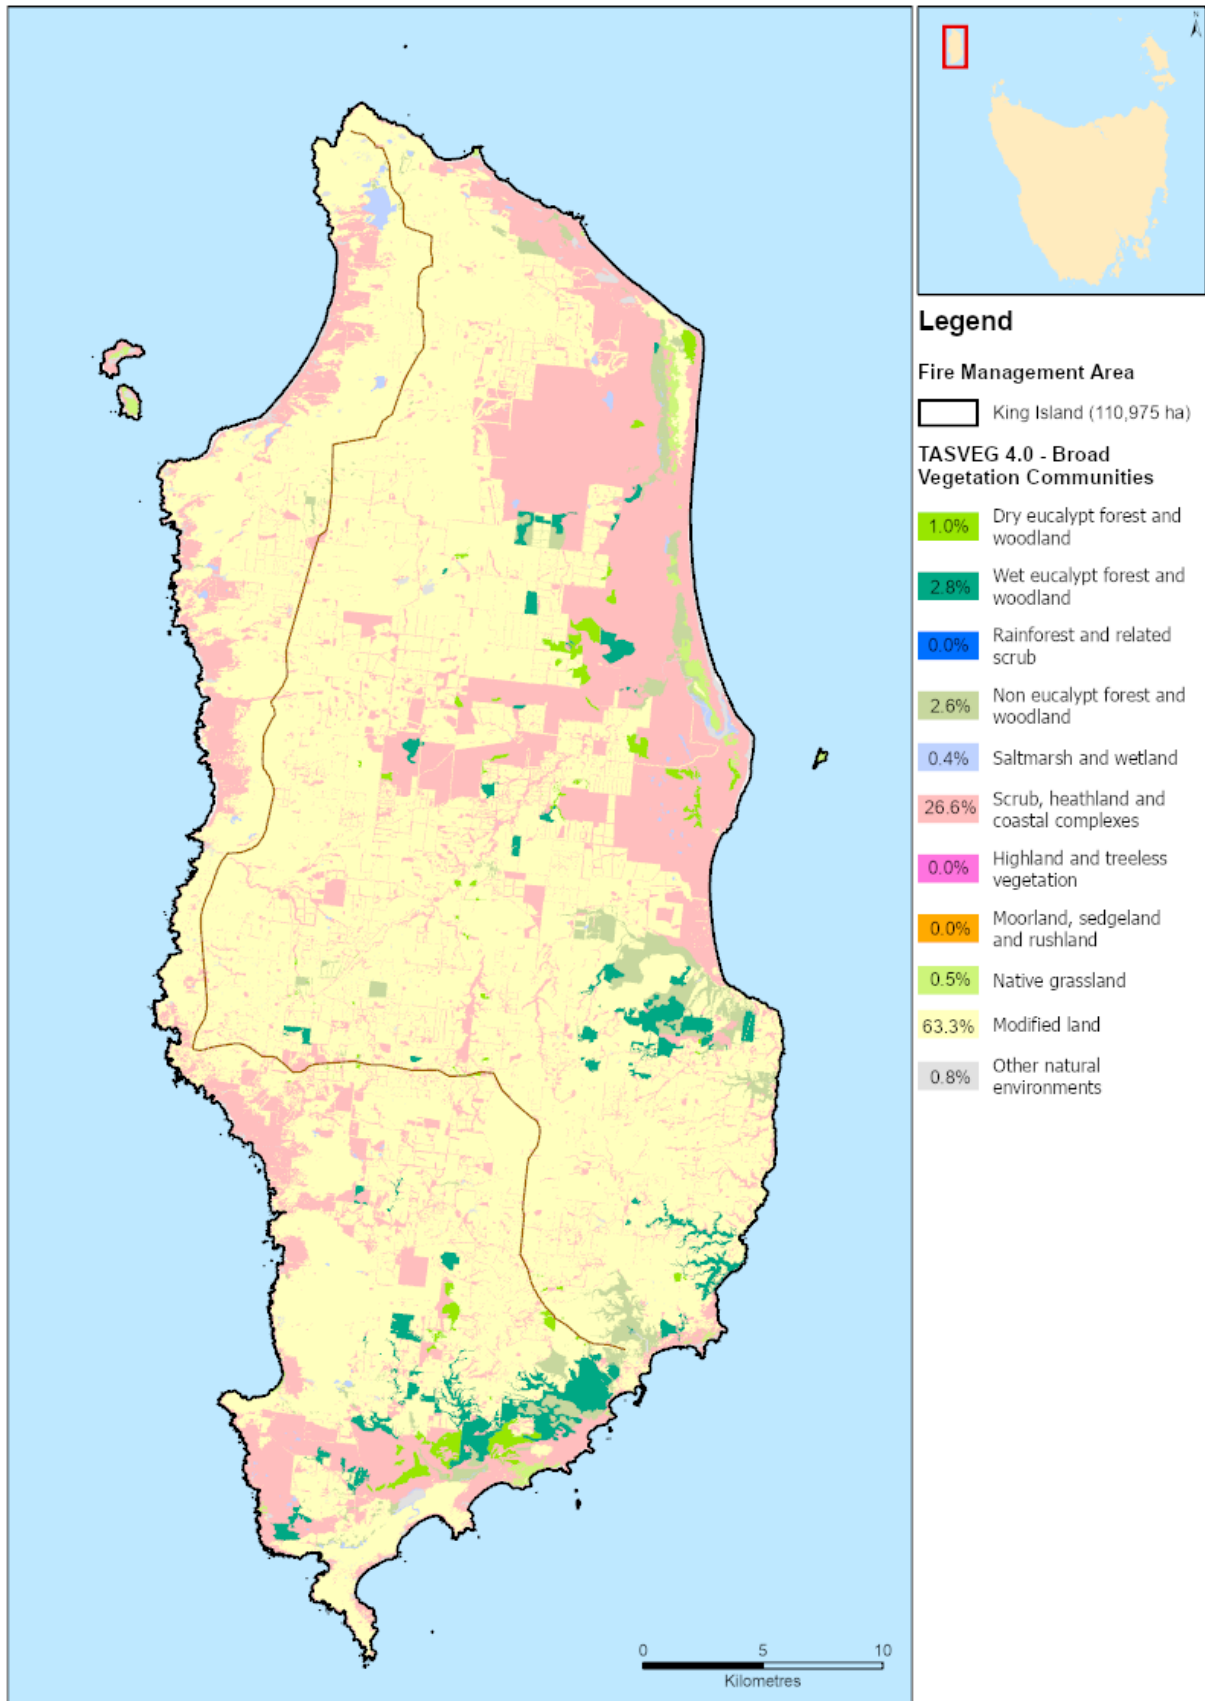 N
Legend
Fire Management Area
King Island (110,975 ha)
TASVEG 4.0 - Broad
Vegetation Communities
1.0%
Dry eucalypt forest and
woodland
2.8%
Wet eucalypt forest and
woodland
0.0%
Rainforest and related
scrub
2.6%
Non eucalypt forest and
woodland
0.4%
Saltmarsh and wetland
26.6%
Scrub, heathland and
coastal complexes
0.0%
Highland and treeless
vegetation
0.0%
Moorland, sedgeland
and rushland
0.5%
Native grassland
63.3%
Modified land
0.8%
Other natural
environments
0 5 10
Kilometres